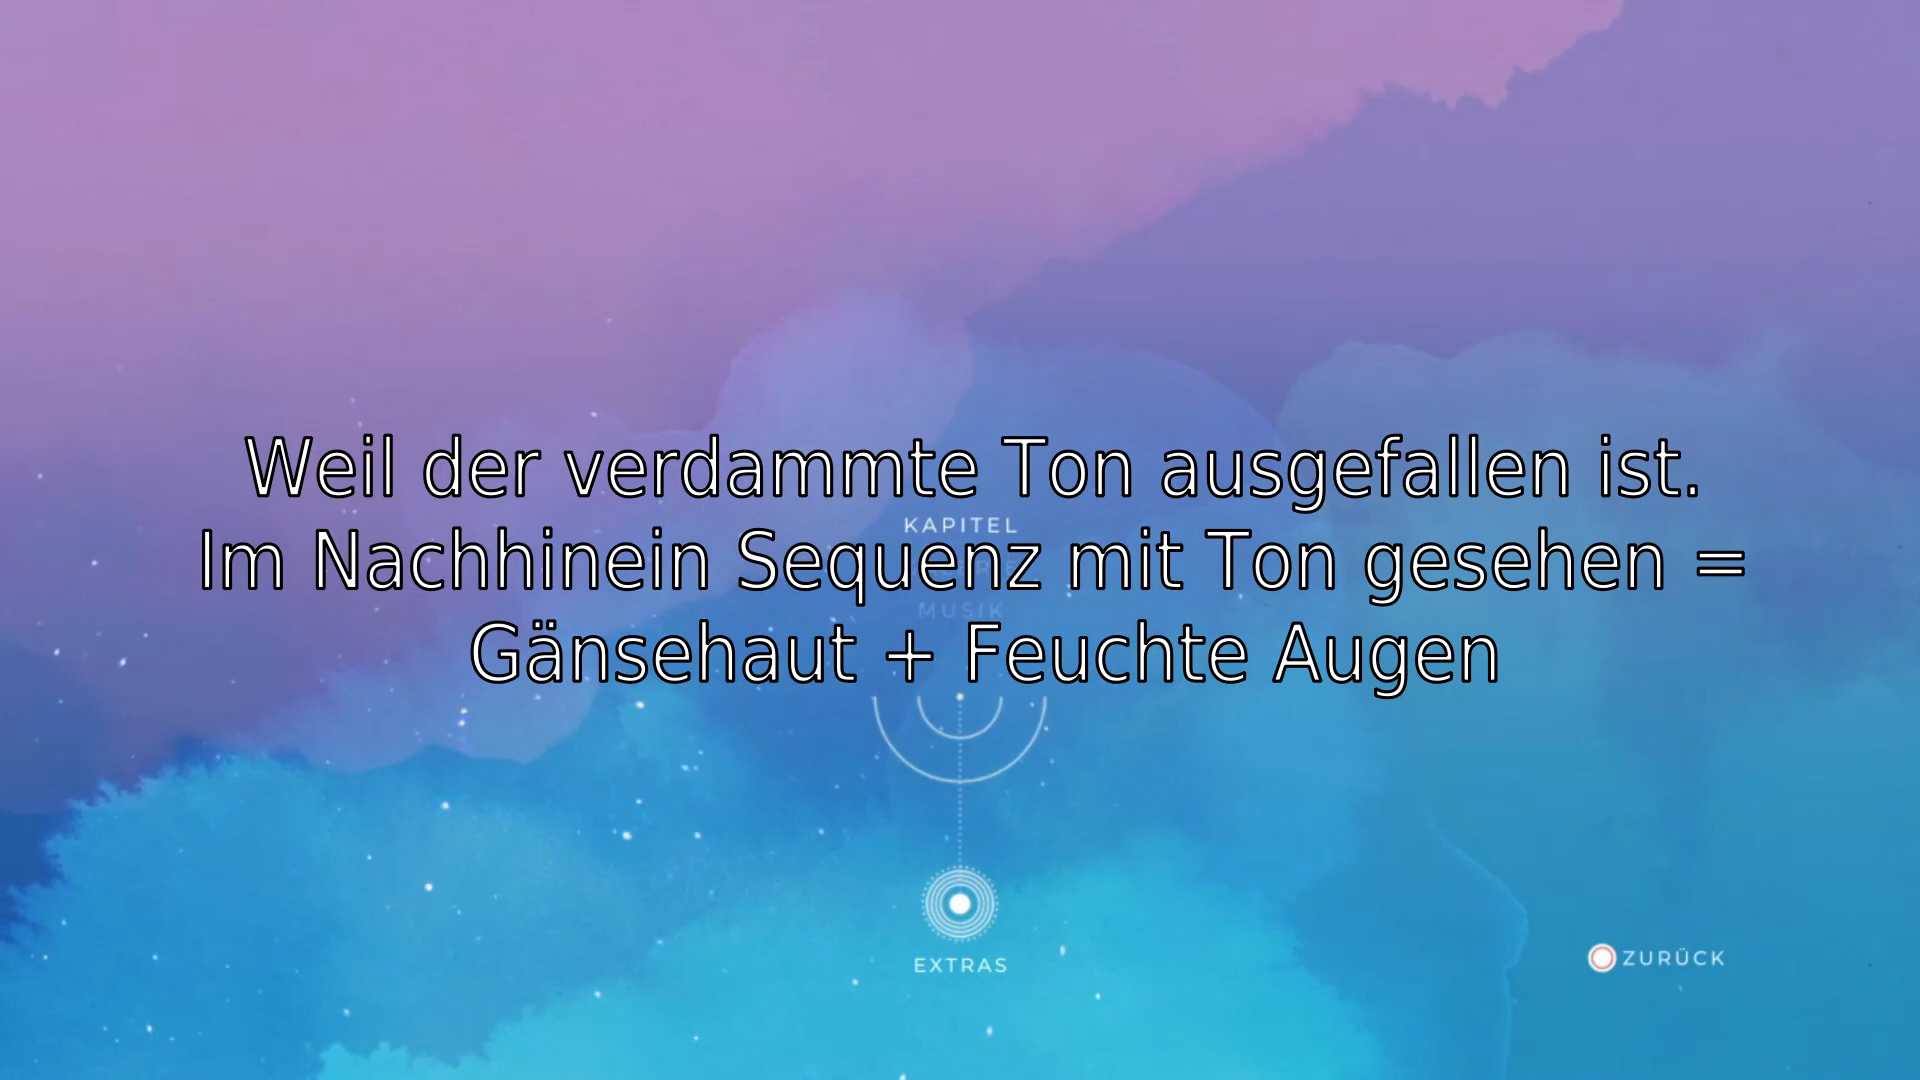 Weil der verdammte Ton ausgefallen ist.
KAPITEL
Im Nachhinein Sequenz mit Ton gesehen =
MUSIK
Gänsehaut + Feuchte Augen
EXTRAS
ZURÜCK